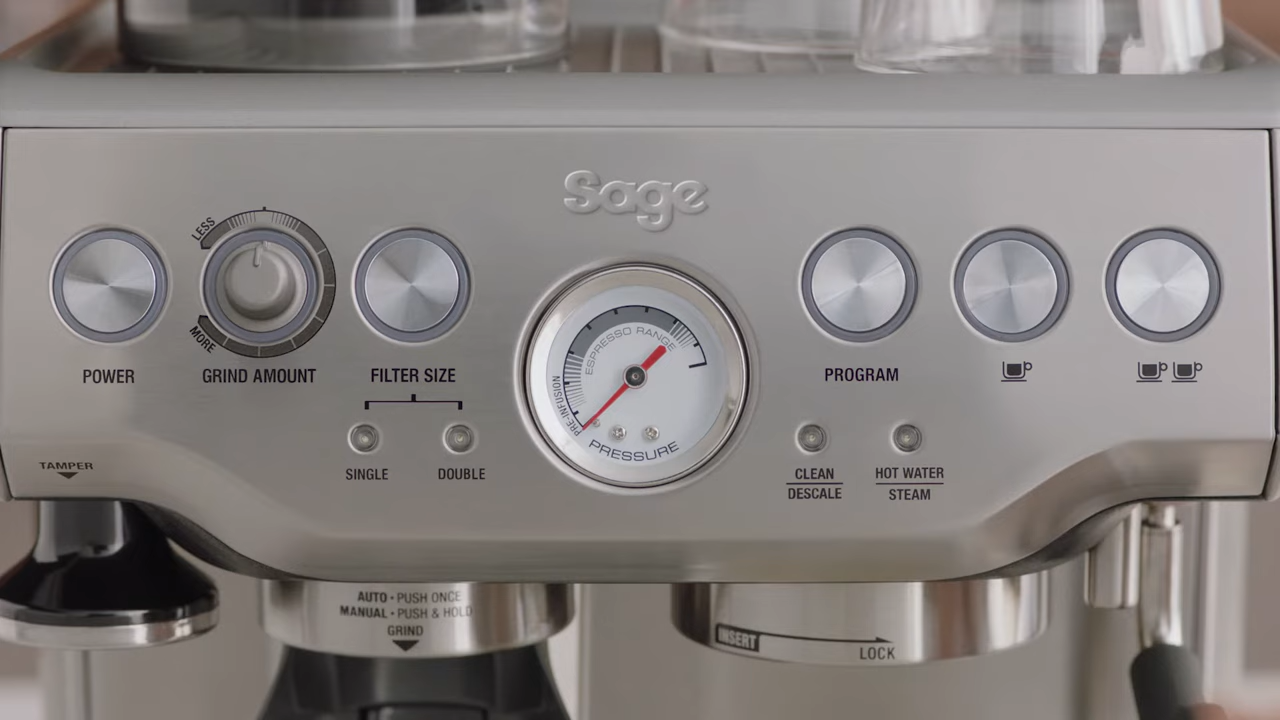 Sage
LESS
MORE
POWER
GRIND AMOUNT
FILTER SIZE
SINGLE
DOUBLE
ESPRESSO RANGE
PRE-INFUSION
PRESSURE
PROGRAM
CLEAN
DESCALE
HOT WATER
STEAM
TAMPER
AUTO • PUSH ONCE
MANUAL • PUSH & HOLD
GRIND
INSERT
LOCK